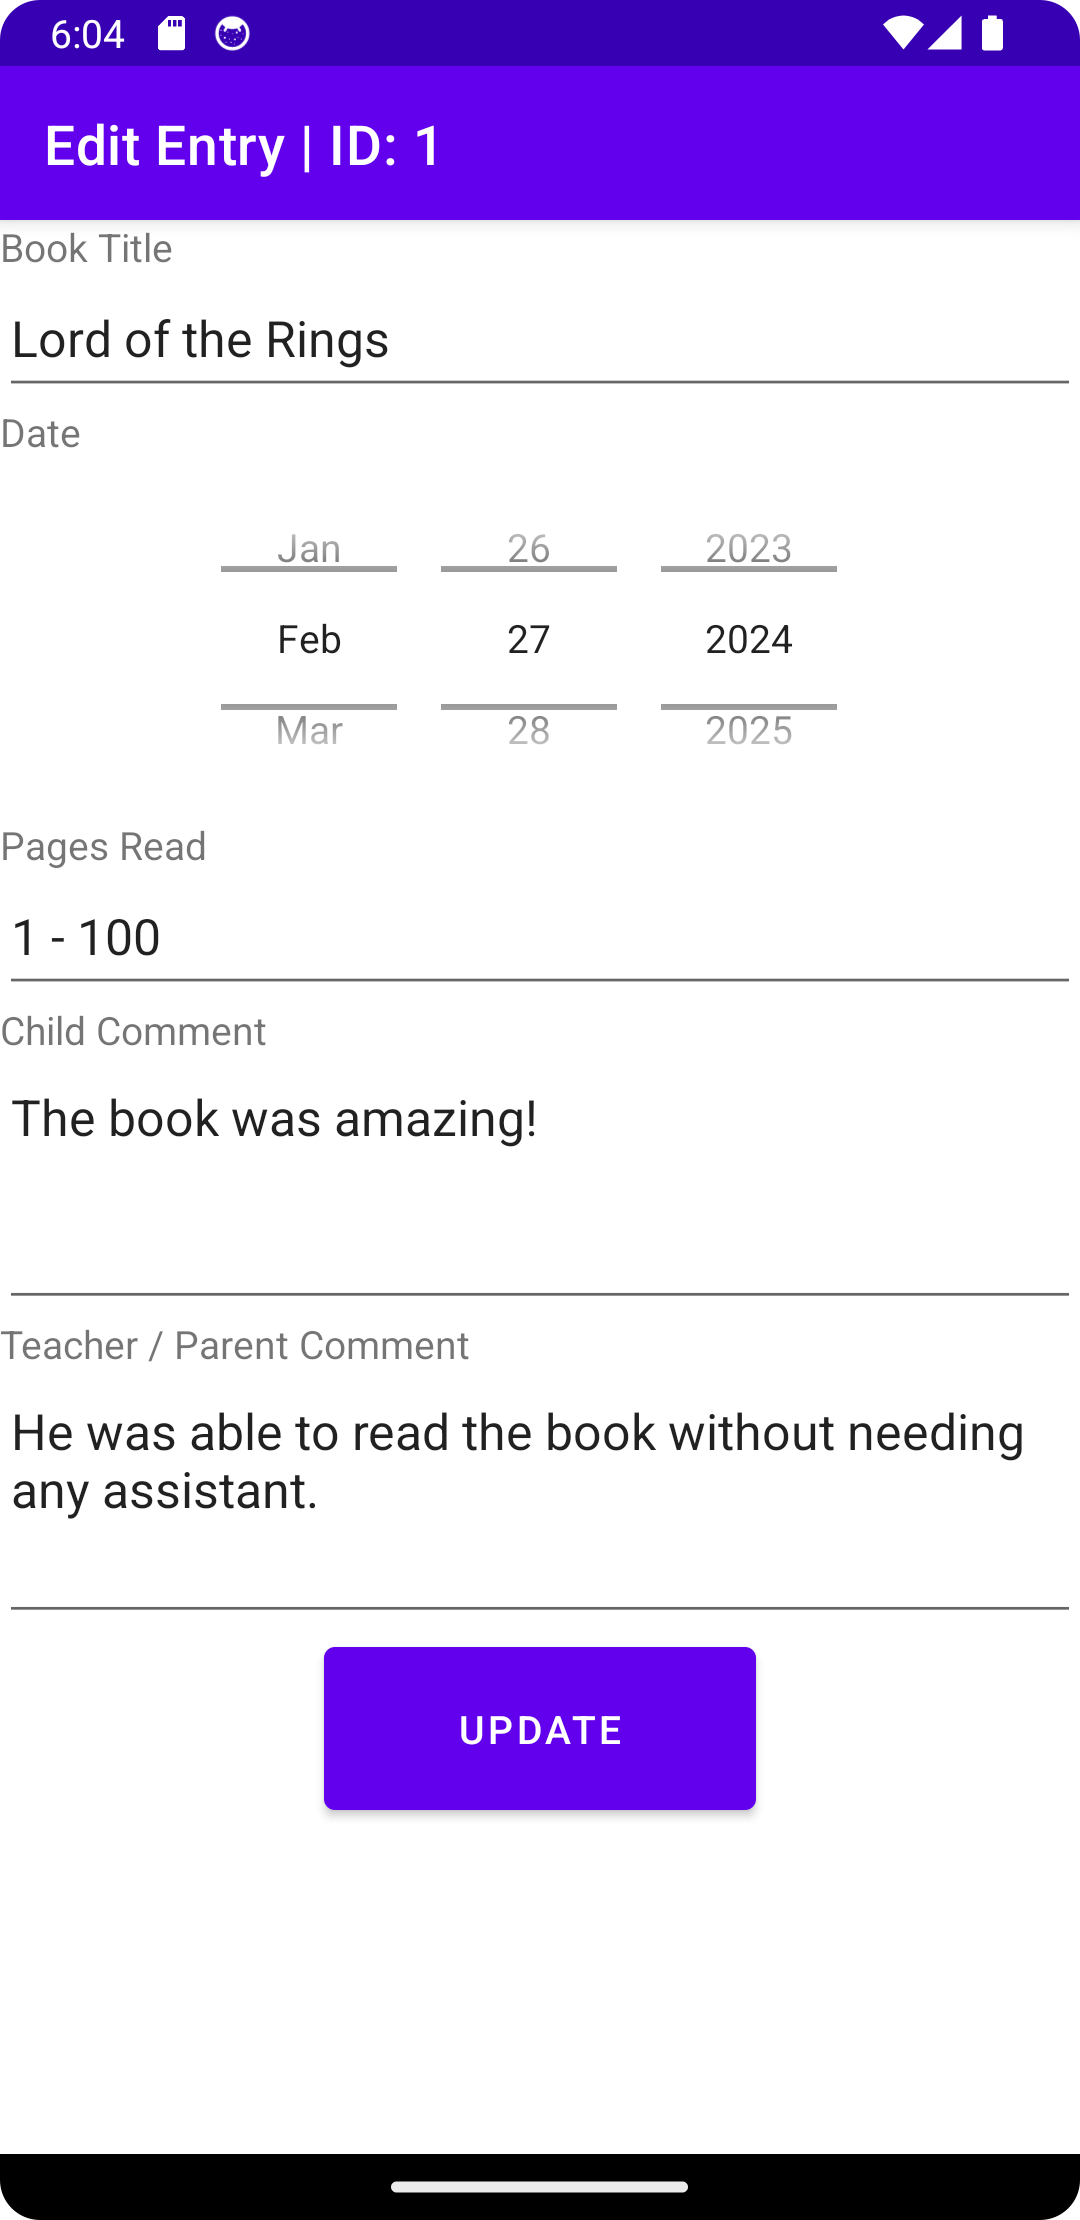 6:04
Edit Entry | ID: 1
Book Title
Lord of the Rings
Date
Jan 26 2023
Feb 27 2024
Mar 28 2025
Pages Read
1 - 100
Child Comment
The book was amazing!
Teacher / Parent Comment
He was able to read the book without needing
any assistant.
UPDATE